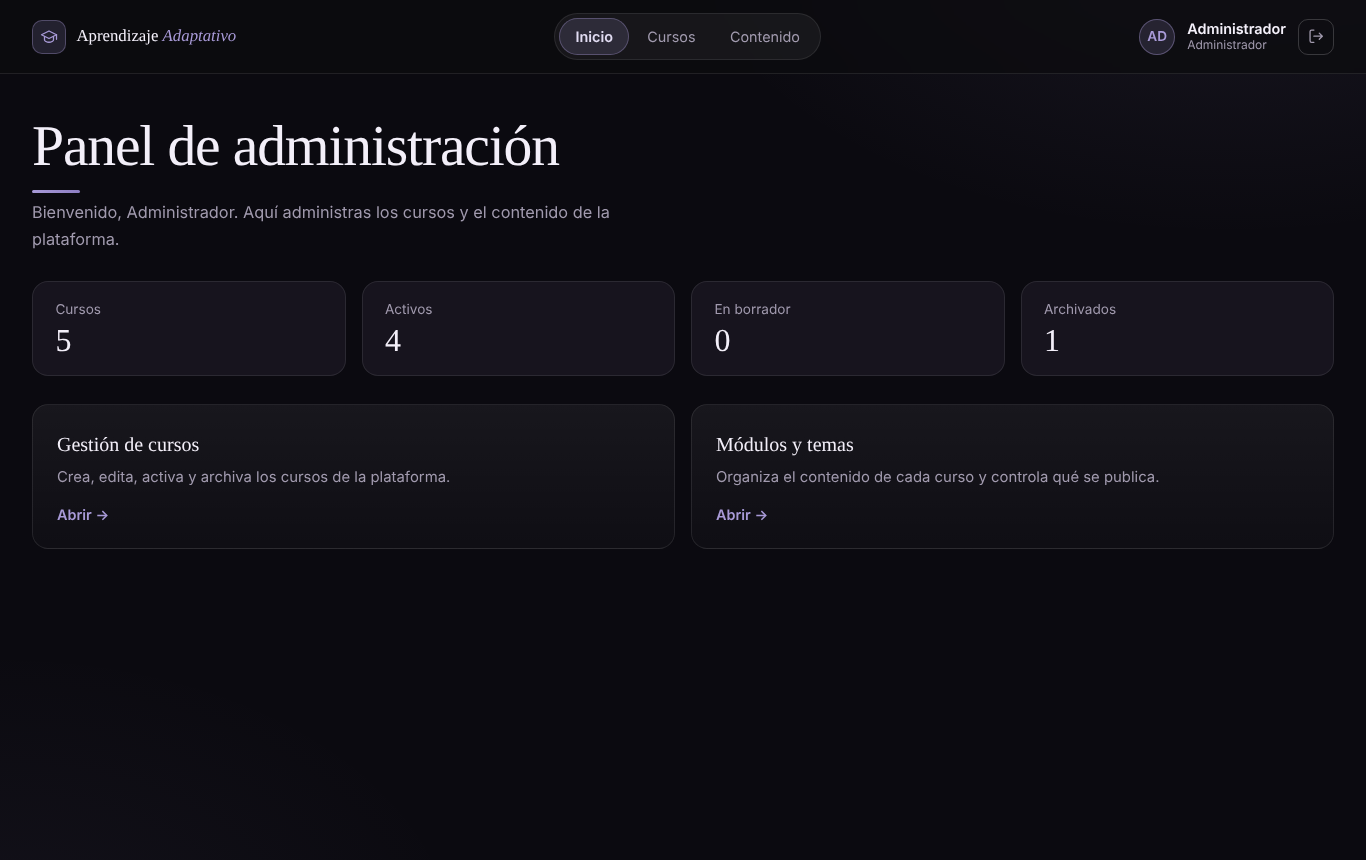 Aprendizaje Adaptativo
Inicio
Cursos
Contenido
AD
Administrador
Administrador
Panel de administración
Bienvenido, Administrador. Aquí administras los cursos y el contenido de la
plataforma.
Cursos
5
Activos
4
En borrador
0
Archivados
1
Gestión de cursos
Crea, edita, activa y archiva los cursos de la plataforma.
Abrir →
Módulos y temas
Organiza el contenido de cada curso y controla qué se publica.
Abrir →